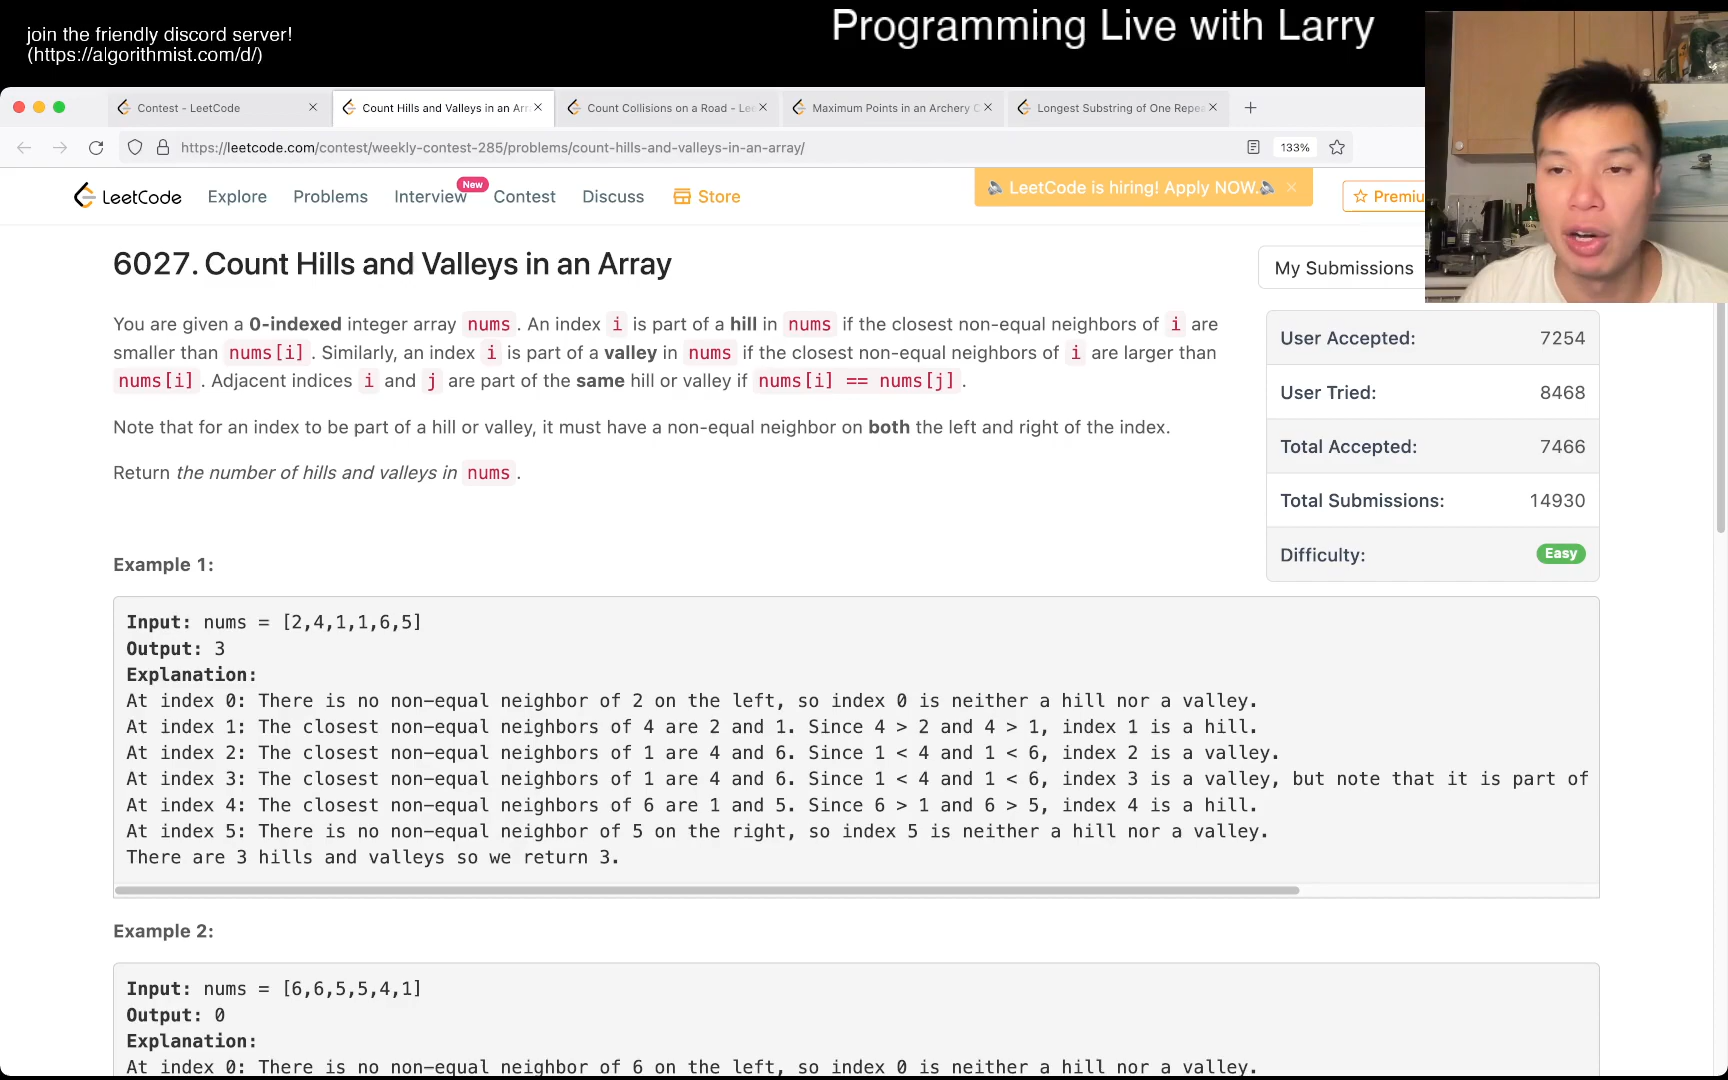 join the friendly discord server!
(https://algorithmist.com/d/)
Programming Live with Larry
Contest - LeetCode
Count Hills and Valleys in an Arr
Count Collisions on a Road - Lee
Maximum Points in an Archery C
Longest Substring of One Repea
https://leetcode.com/contest/weekly-contest-285/problems/count-hills-and-valleys-in-an-array/
133%
LeetCode
Explore
Problems
Interview
New
Contest
Discuss
Store
LeetCode is hiring! Apply NOW.
Premiu
6027. Count Hills and Valleys in an Array
My Submissions
You are given a 0-indexed integer array nums. An index i is part of a hill in nums if the closest non-equal neighbors of i are
smaller than nums[i]. Similarly, an index i is part of a valley in nums if the closest non-equal neighbors of i are larger than
nums[i]. Adjacent indices i and j are part of the same hill or valley if nums[i] == nums[j].
Note that for an index to be part of a hill or valley, it must have a non-equal neighbor on both the left and right of the index.
Return the number of hills and valleys in nums.
User Accepted: 7254
User Tried: 8468
Total Accepted: 7466
Total Submissions: 14930
Difficulty: Easy
Example 1:
Input: nums = [2,4,1,1,6,5]
Output: 3
Explanation:
At index 0: There is no non-equal neighbor of 2 on the left, so index 0 is neither a hill nor a valley.
At index 1: The closest non-equal neighbors of 4 are 2 and 1. Since 4 > 2 and 4 > 1, index 1 is a hill.
At index 2: The closest non-equal neighbors of 1 are 4 and 6. Since 1 < 4 and 1 < 6, index 2 is a valley.
At index 3: The closest non-equal neighbors of 1 are 4 and 6. Since 1 < 4 and 1 < 6, index 3 is a valley, but note that it is part of
At index 4: The closest non-equal neighbors of 6 are 1 and 5. Since 6 > 1 and 6 > 5, index 4 is a hill.
At index 5: There is no non-equal neighbor of 5 on the right, so index 5 is neither a hill nor a valley.
There are 3 hills and valleys so we return 3.
Example 2:
Input: nums = [6,6,5,5,4,1]
Output: 0
Explanation:
At index 0: There is no non-equal neighbor of 6 on the left, so index 0 is neither a hill nor a valley.